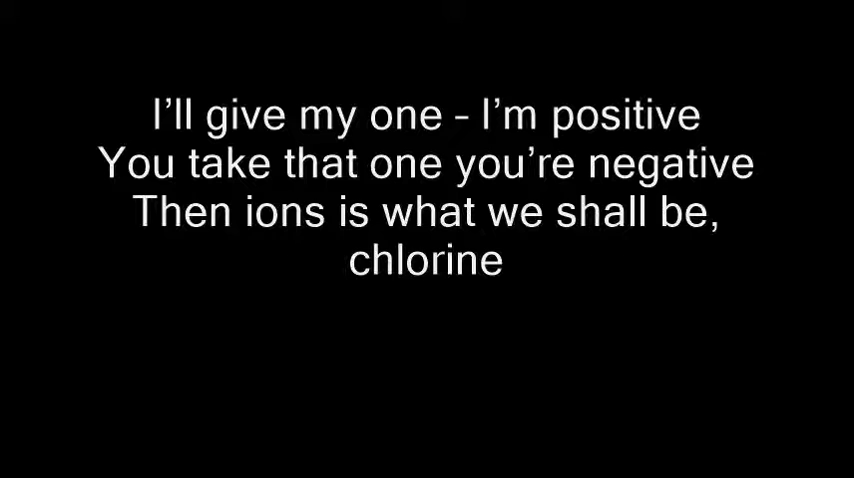 I’ll give my one – I’m positive
You take that one you’re negative
Then ions is what we shall be,
chlorine